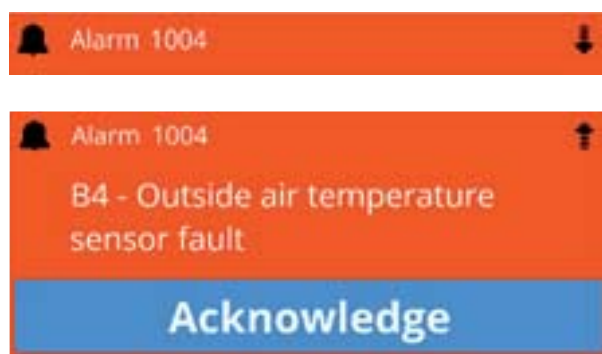 Alarm 1004
Alarm 1004
B4 - Outside air temperature
sensor fault
Acknowledge